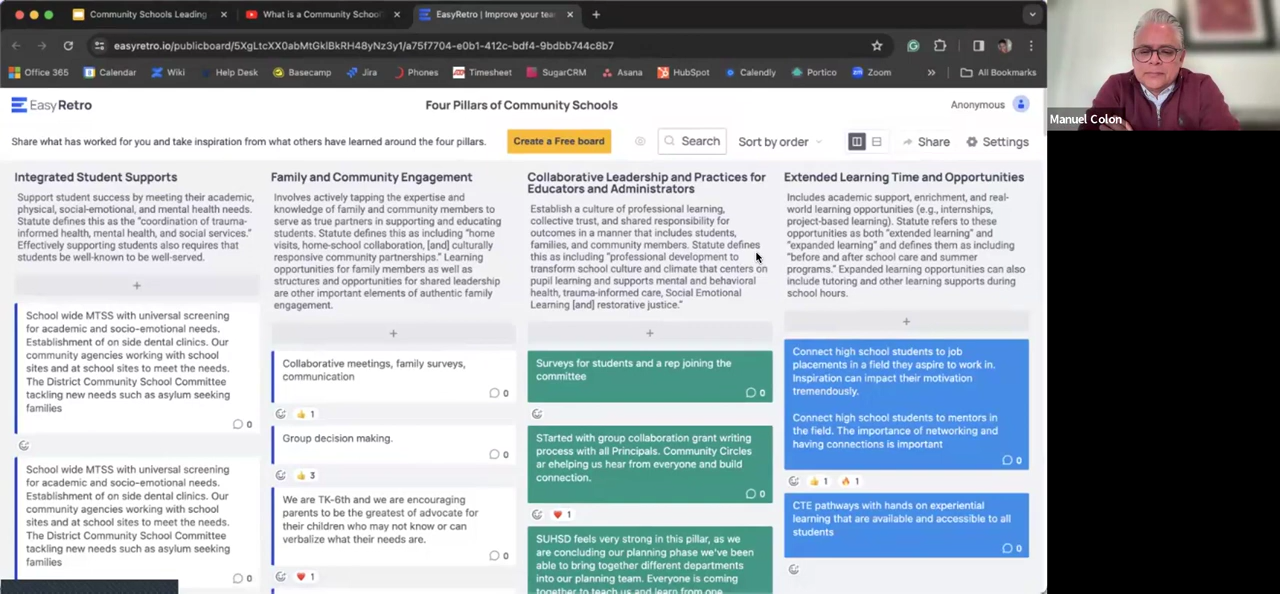 Community Schools Leading
What is a Community School
EasyRetro | Improve your tea
easyretro.io/publicboard/5XgLtcXX0abMtGklBkRH48yNz3y1/a75f7704-e0b1-412c-bdf4-9bdbb744c8b7
Office 365 Calendar Wiki Help Desk Basecamp Jira Phones Timesheet SugarCRM Asana HubSpot Calendly Portico Zoom » All Bookmarks
EasyRetro
Four Pillars of Community Schools
Anonymous
Share what has worked for you and take inspiration from what others have learned around the four pillars.
Create a Free board
Search
Sort by order
Share
Settings
Integrated Student Supports
Support student success by meeting their academic,
physical, social-emotional, and mental health needs.
Statute defines this as the "coordination of trauma-
informed health, mental health, and social services."
Effectively supporting students also requires that
students be well-known to be well-served.
+
School wide MTSS with universal screening
for academic and socio-emotional needs.
Establishment of on side dental clinics. Our
community agencies working with school
sites and at school sites to meet the needs.
The District Community School Committee
tackling new needs such as asylum seeking
families
0
School wide MTSS with universal screening
for academic and socio-emotional needs.
Establishment of on side dental clinics. Our
community agencies working with school
sites and at school sites to meet the needs.
The District Community School Committee
tackling new needs such as asylum seeking
families
0
Family and Community Engagement
Involves actively tapping the expertise and
knowledge of family and community members to
serve as true partners in supporting and educating
students. Statute defines this as including "home
visits, home-school collaboration, [and] culturally
responsive community partnerships." Learning
opportunities for family members as well as
structures and opportunities for shared leadership
are other important elements of authentic family
engagement.
+
Collaborative meetings, family surveys,
communication
0
1
Group decision making.
0
3
We are TK-6th and we are encouraging
parents to be the greatest of advocate for
their children who may not know or can
verbalize what their needs are.
0
1
Collaborative Leadership and Practices for
Educators and Administrators
Establish a culture of professional learning,
collective trust, and shared responsibility for
outcomes in a manner that includes students,
families, and community members. Statute defines
this as including "professional development to
transform school culture and climate that centers on
pupil learning and supports mental and behavioral
health, trauma-informed care, Social Emotional
Learning [and] restorative justice."
+
Surveys for students and a rep joining the
committee
0
STarted with group collaboration grant writing
process with all Principals. Community Circles
ar ehelping us hear from everyone and build
connection.
0
1
SUHSD feels very strong in this pillar, as we
are concluding our planning phase we've been
able to bring together different departments
into our planning team. Everyone is coming
together to teach us and learn from one
Extended Learning Time and Opportunities
Includes academic support, enrichment, and real-
world learning opportunities (e.g., internships,
project-based learning). Statute refers to these
opportunities as both "extended learning" and
"expanded learning" and defines them as including
"before and after school care and summer
programs." Expanded learning opportunities can also
include tutoring and other learning supports during
school hours.
+
Connect high school students to job
placements in a field they aspire to work in.
Inspiration can impact their motivation
tremendously.
Connect high school students to mentors in
the field. The importance of networking and
having connections is important
0
1 1
CTE pathways with hands on experiential
learning that are available and accessible to all
students
0
Manuel Colon